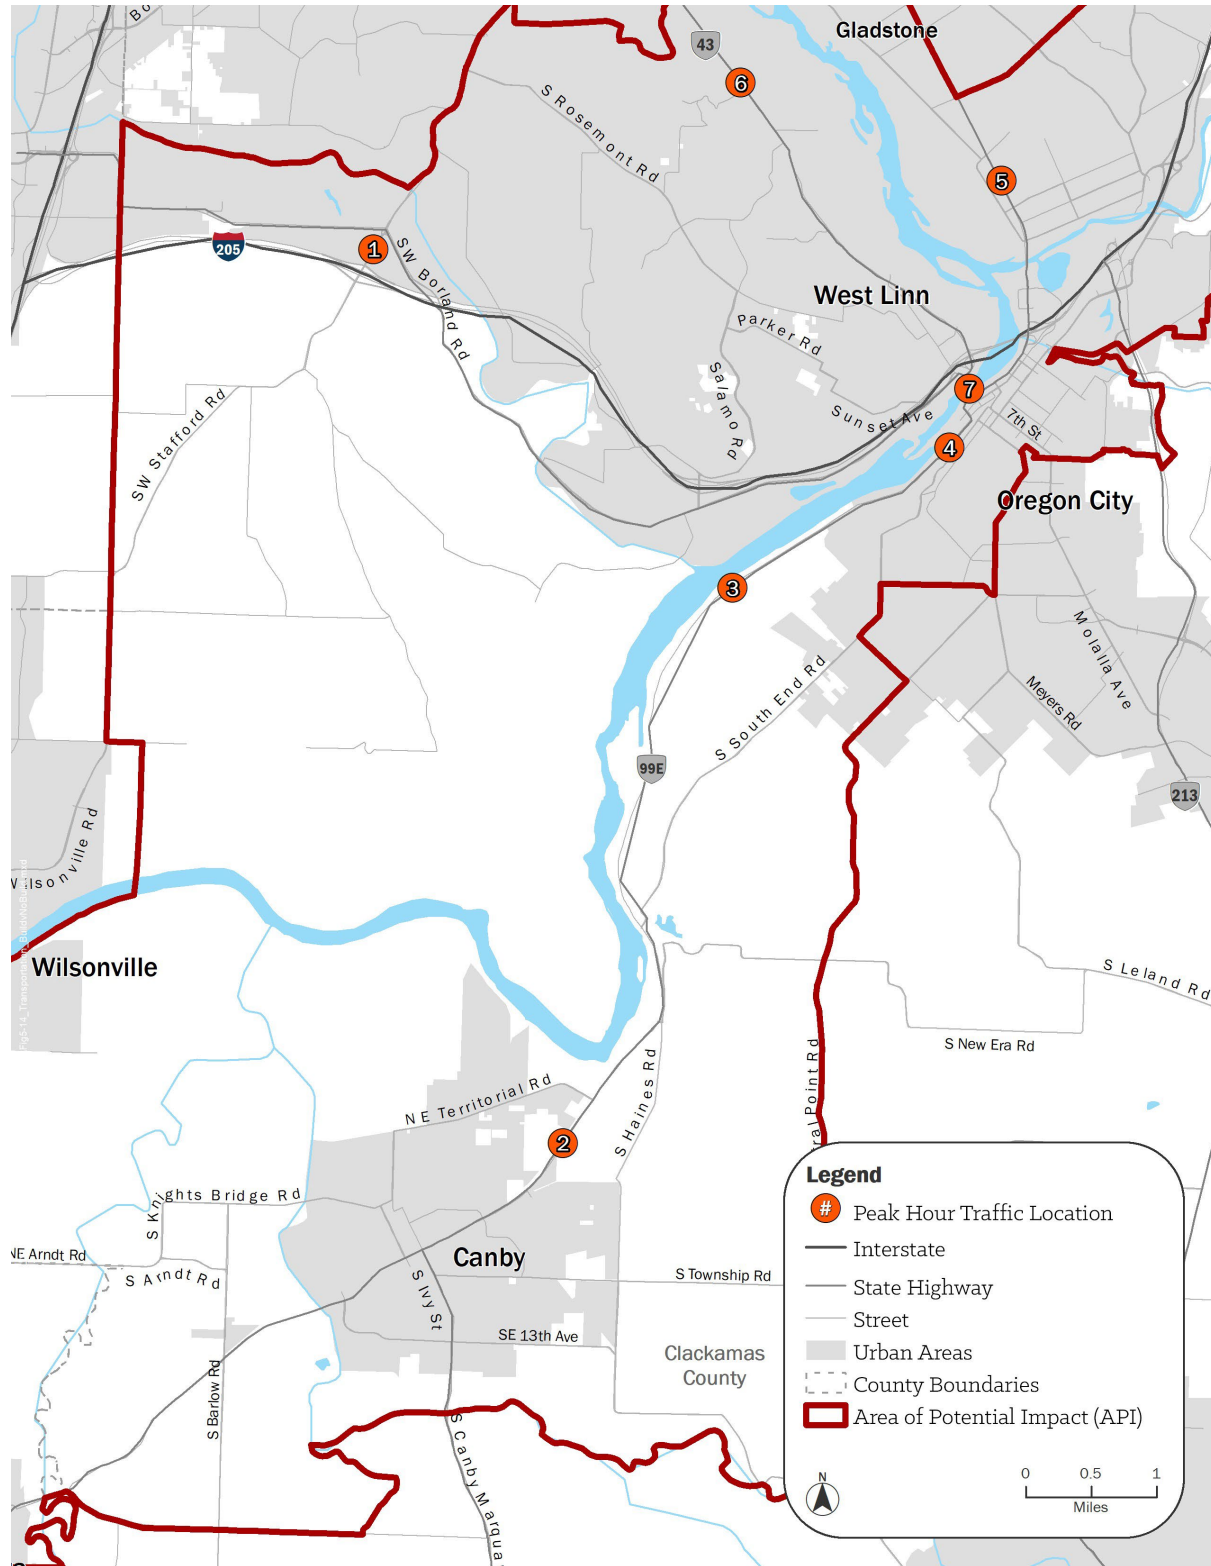 Bo
Gladstone
43
6
S Rosemont Rd
5
1
205
SW Borland Rd
West Linn
Parker Rd
Salamo Rd
7
Sunset Ave
7th St
SW Stafford Rd
4
Oregon City
3
Molalla Ave
S South End Rd
Meyers Rd
99E
213
Wilsonville Rd
Wilsonville
S Leland Rd
S New Era Rd
ral Point Rd
S Haines Rd
NE Territorial Rd
2
S Knights Bridge Rd
NE Arndt Rd
S Arndt Rd
Canby
S Ivy St
S Township Rd
SE 13th Ave
S Barlow Rd
Clackamas
County
S Canby Marqua
Legend
# Peak Hour Traffic Location
Interstate
State Highway
Street
Urban Areas
County Boundaries
Area of Potential Impact (API)
N
0 0.5 1
Miles